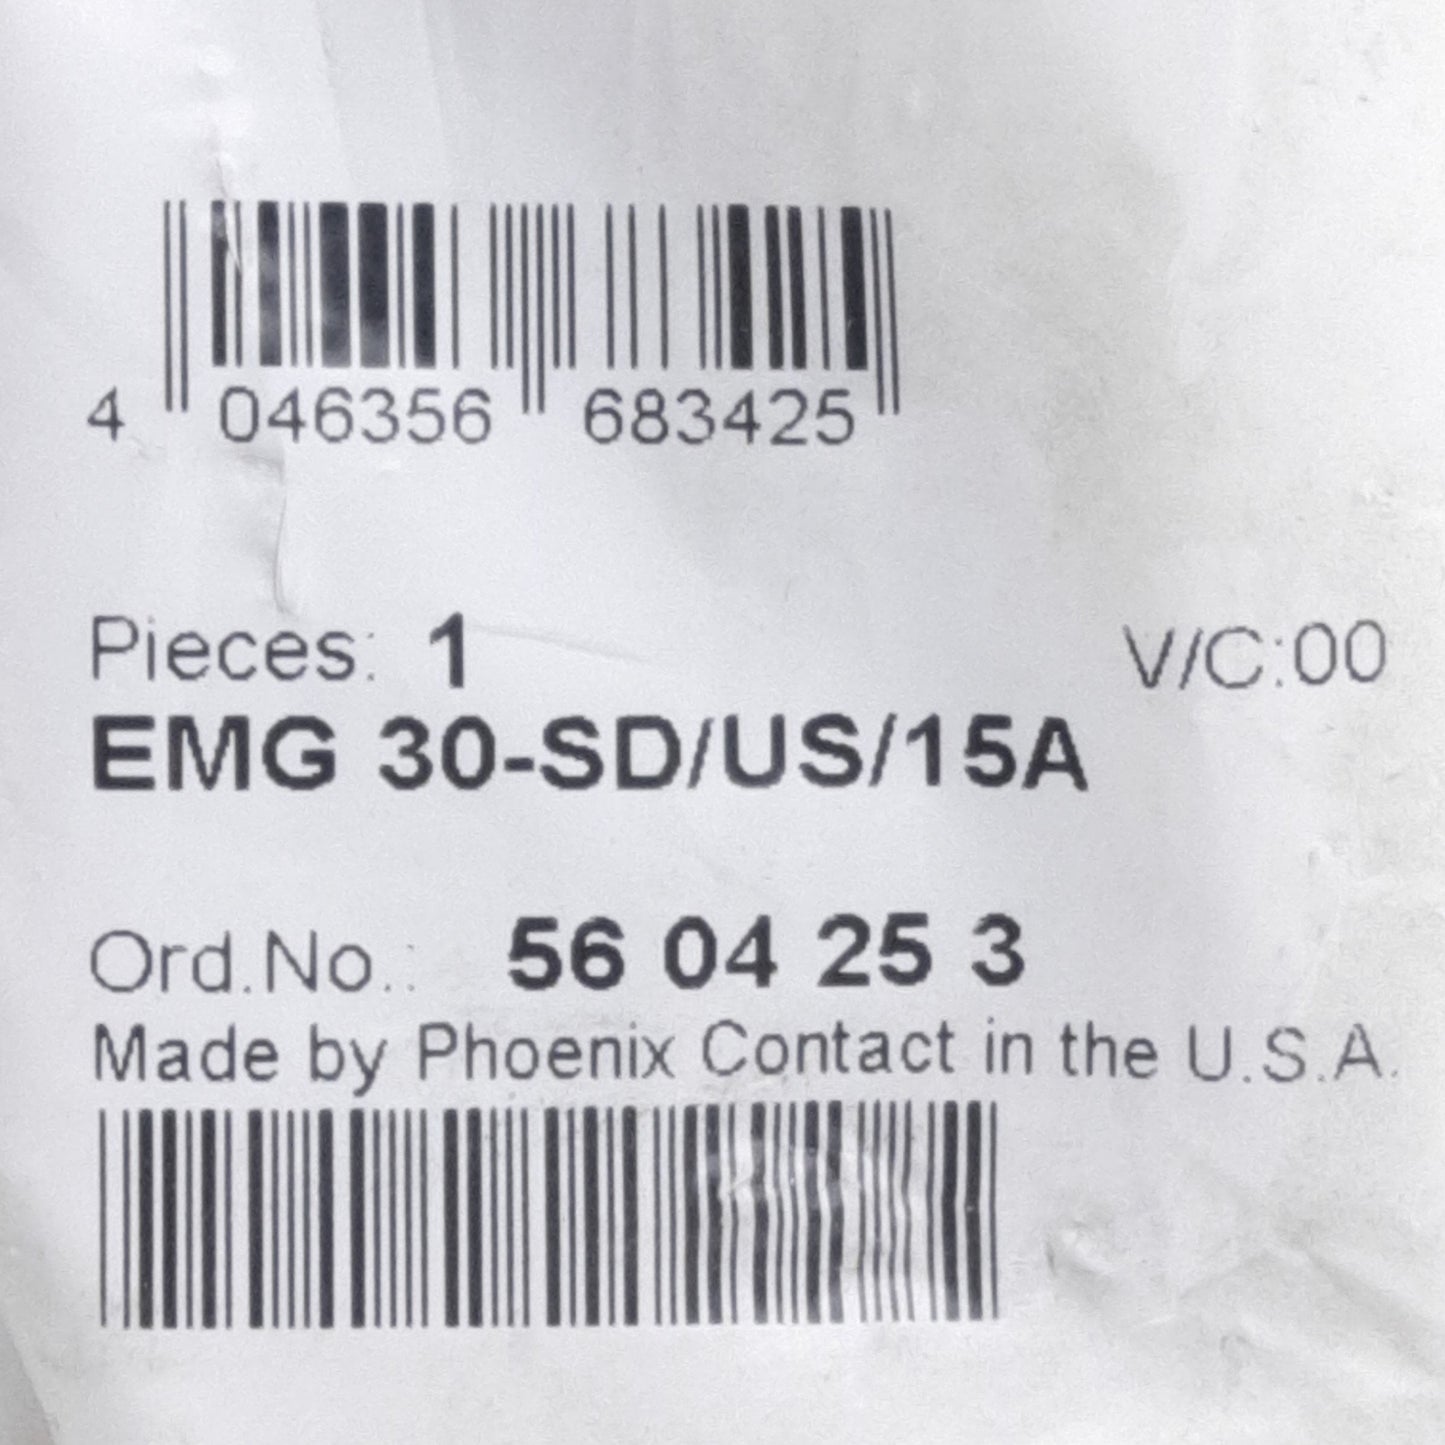 4 046356 683425
Pieces: 1 V/C:00
EMG 30-SD/US/15A
Ord.No.: 56 04 25 3
Made by Phoenix Contact in the U.S.A.